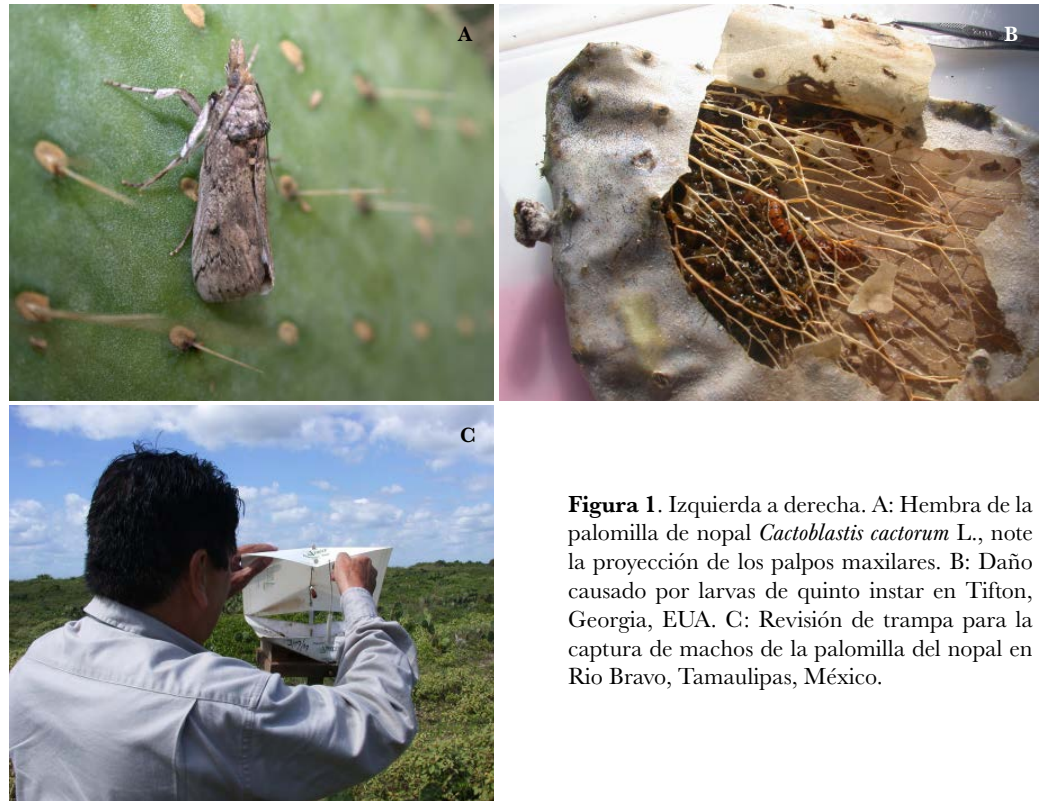 A
B
C
Figura 1. Izquierda a derecha. A: Hembra de la
palomilla de nopal Cactoblastis cactorum L., note
la proyección de los palpos maxilares. B: Daño
causado por larvas de quinto instar en Tifton,
Georgia, EUA. C: Revisión de trampa para la
captura de machos de la palomilla del nopal en
Rio Bravo, Tamaulipas, México.